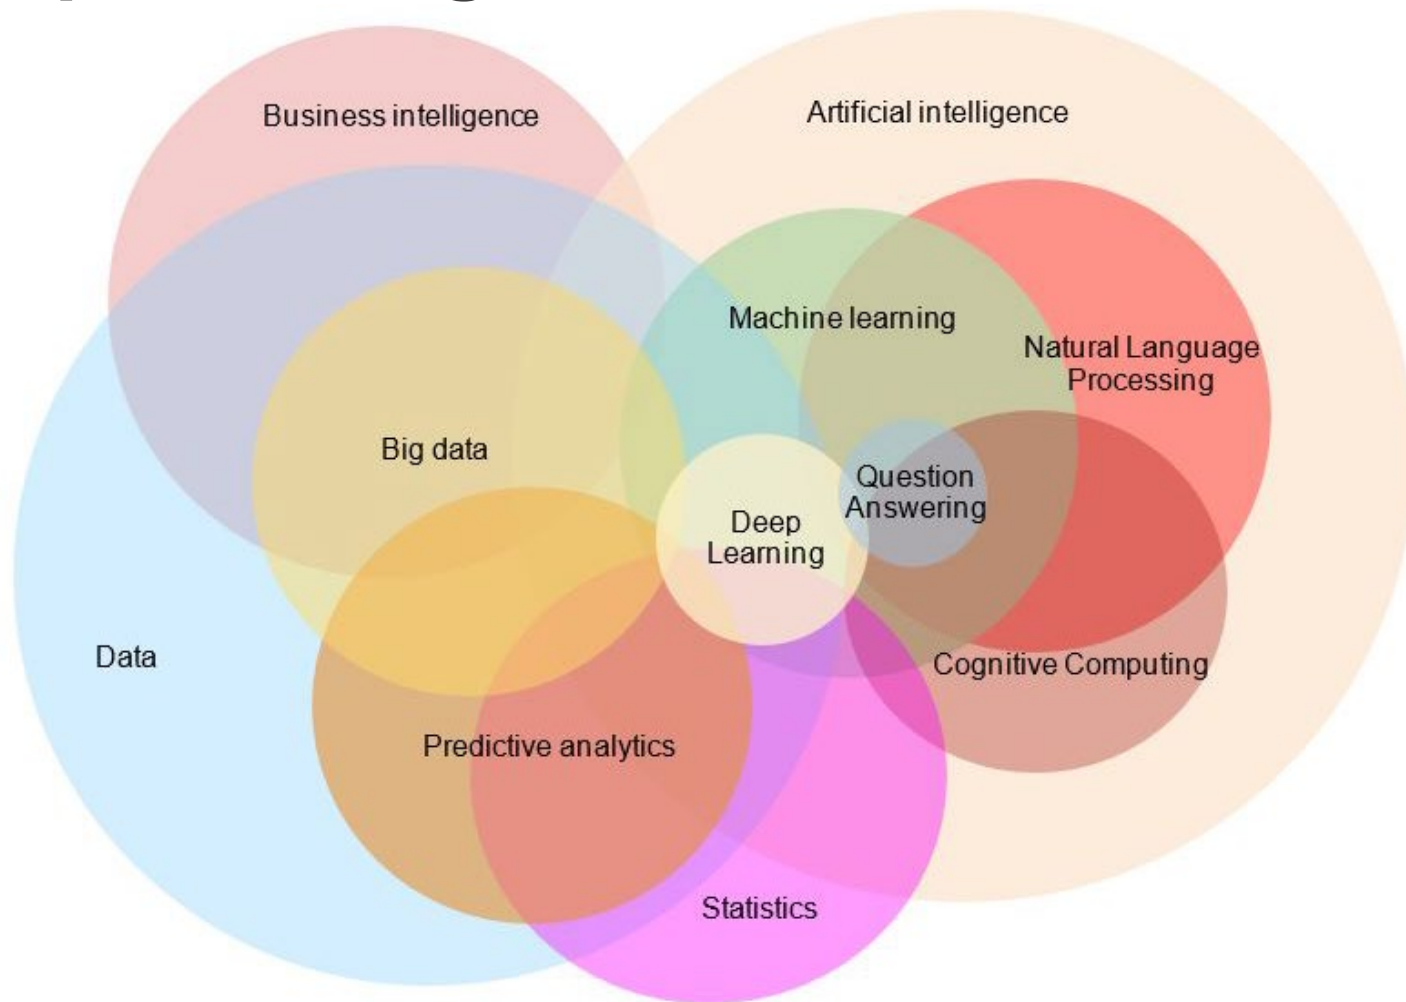 Business intelligence
Artificial intelligence
Machine learning
Natural Language
Processing
Big data
Question
Answering
Deep
Learning
Data
Cognitive Computing
Predictive analytics
Statistics